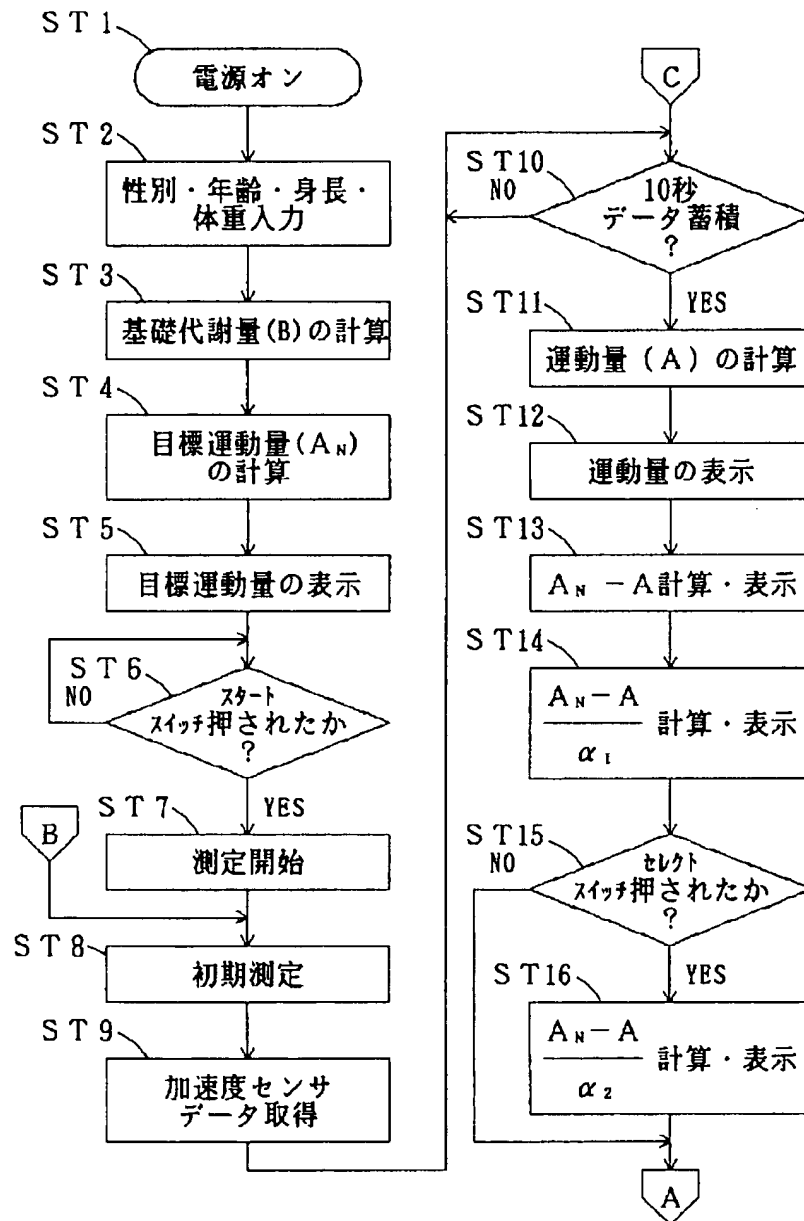 ST1
電源オン
ST2
性別・年齢・身長・
体重入力
ST3
基礎代謝量(B)の計算
ST4
目標運動量(AN)
の計算
ST5
目標運動量の表示
ST6
NO
スタート
スイッチ押されたか
?
YES
ST7
B
測定開始
ST8
初期測定
ST9
加速度センサ
データ取得
C
ST10
NO
10秒
データ蓄積
?
YES
ST11
運動量(A)の計算
ST12
運動量の表示
ST13
AN-A計算・表示
ST14
AN-A
α1
計算・表示
ST15
NO
セレクト
スイッチ押されたか
?
YES
ST16
AN-A
α2
計算・表示
A